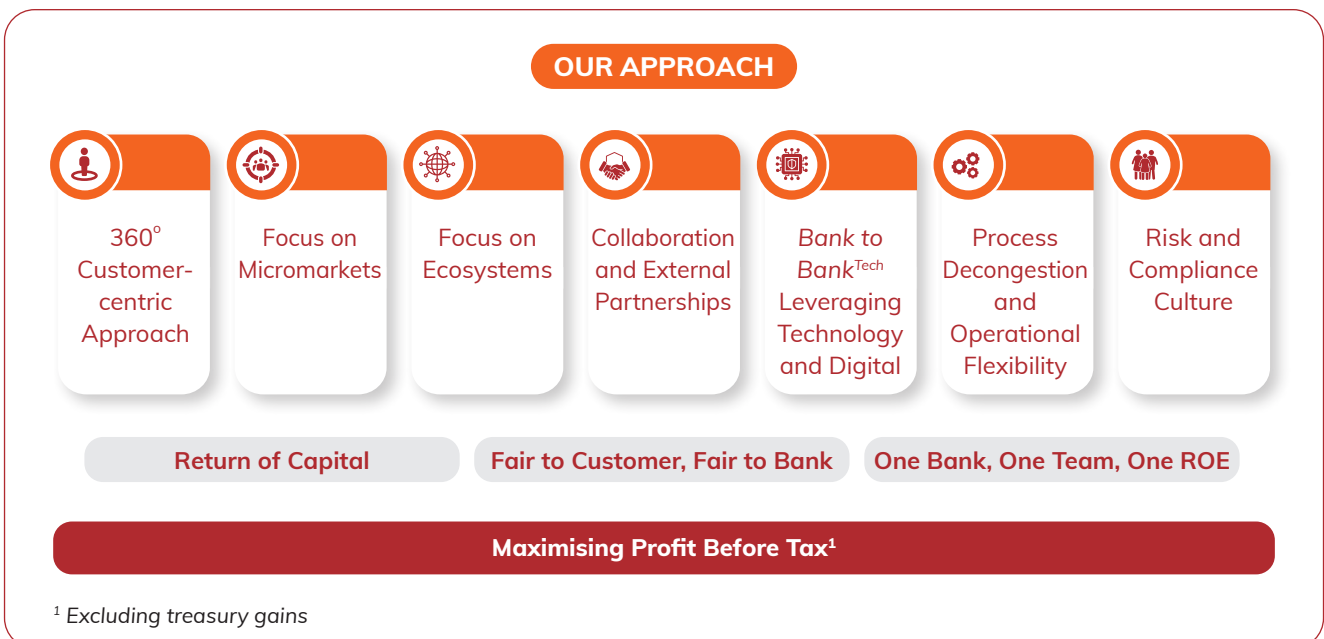 OUR APPROACH
360°
Customer-
centric
Approach
Focus on
Micromarkets
Focus on
Ecosystems
Collaboration
and External
Partnerships
Bank to
BankTech
Leveraging
Technology
and Digital
Process
Decongestion
and
Operational
Flexibility
Risk and
Compliance
Culture
Return of Capital
Fair to Customer, Fair to Bank
One Bank, One Team, One ROE
Maximising Profit Before Tax¹
¹ Excluding treasury gains